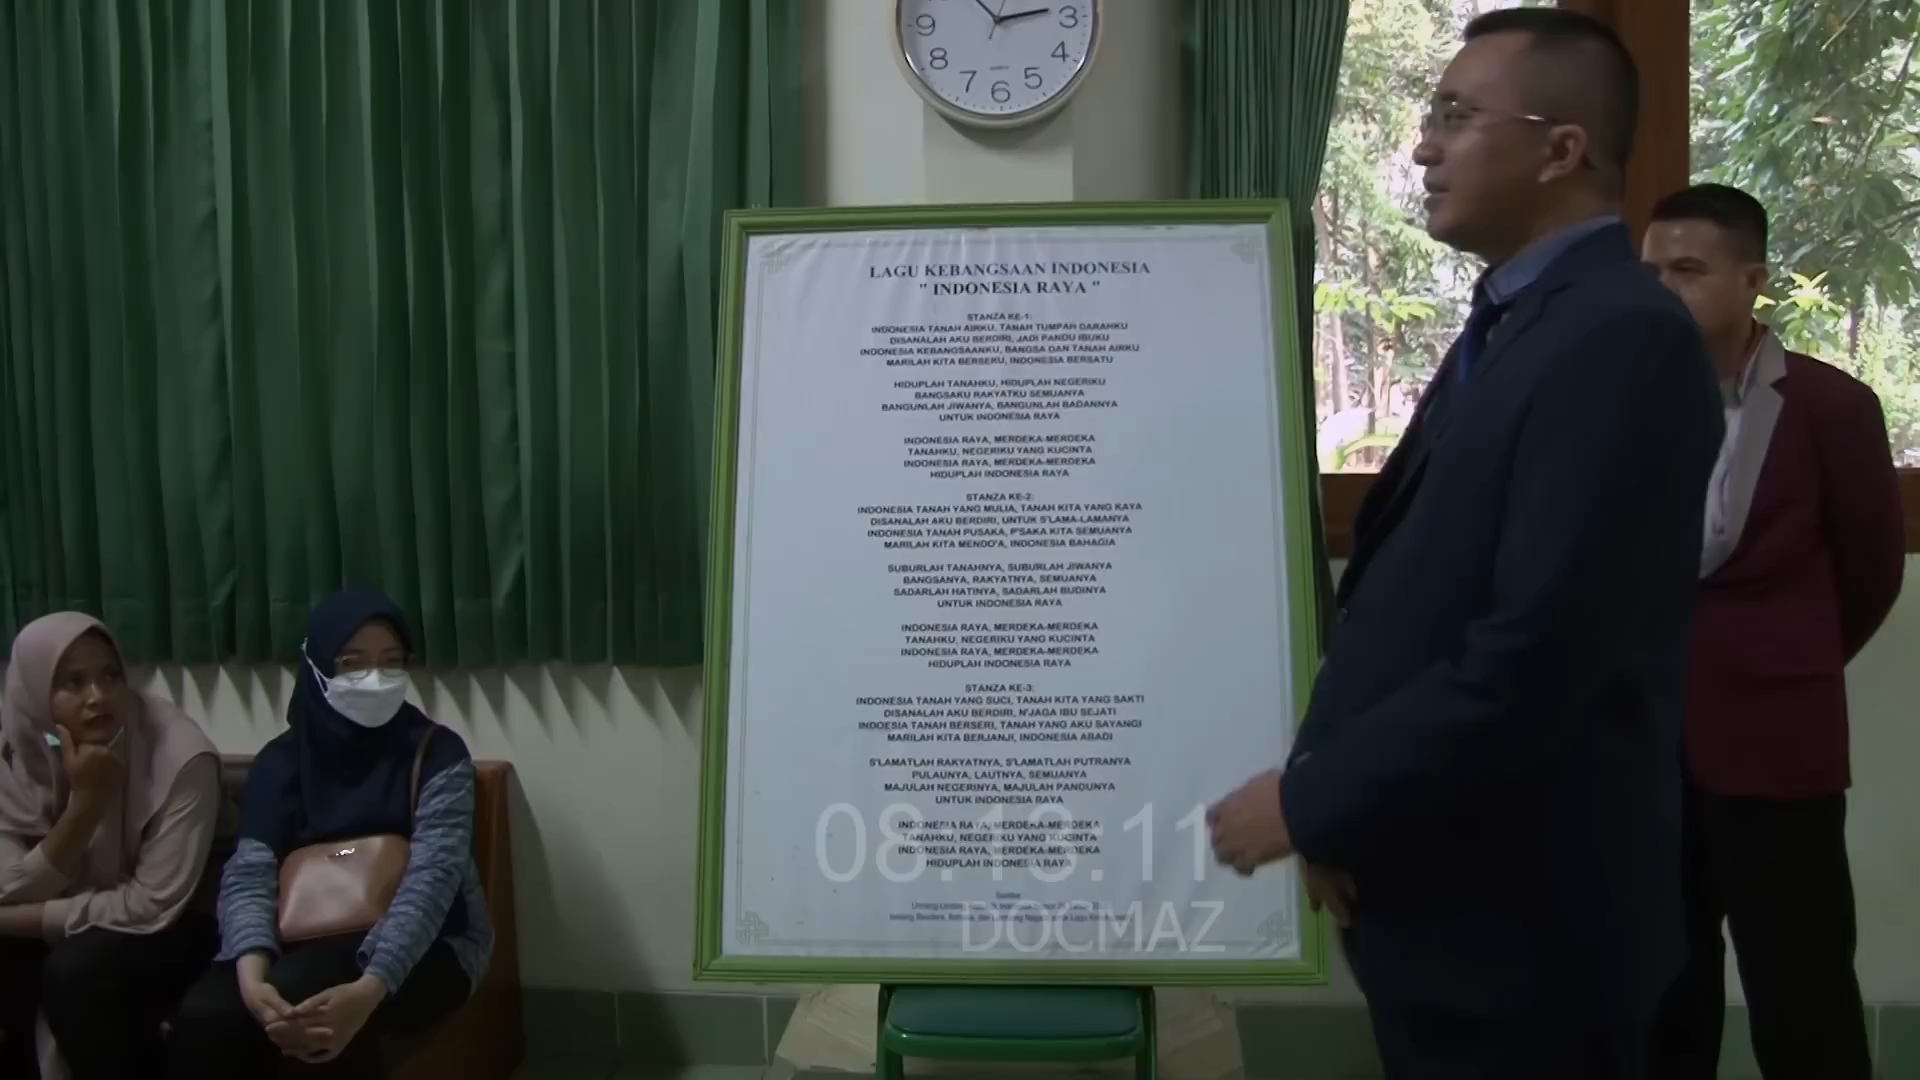 9
3
8
4
7
5
6
LAGU KEBANGSAAN INDONESIA
" INDONESIA RAYA "
STANZA KE-1:
INDONESIA TANAH AIRKU, TANAH TUMPAH DARAHKU
DISANALAH AKU BERDIRI, JADI PANDU IBUKU
INDONESIA KEBANGSAANKU, BANGSA DAN TANAH AIRKU
MARILAH KITA BERSERU, INDONESIA BERSATU
HIDUPLAH TANAHKU, HIDUPLAH NEGERIKU
BANGSAKU RAKYATKU SEMUANYA
BANGUNLAH JIWANYA, BANGUNLAH BADANNYA
UNTUK INDONESIA RAYA
INDONESIA RAYA, MERDEKA-MERDEKA
TANAHKU, NEGERIKU YANG KUCINTA
INDONESIA RAYA, MERDEKA-MERDEKA
HIDUPLAH INDONESIA RAYA
STANZA KE-2:
INDONESIA TANAH YANG MULIA, TANAH KITA YANG KAYA
DISANALAH AKU BERDIRI, UNTUK S'LAMA-LAMANYA
INDONESIA TANAH PUSAKA, P'SAKA KITA SEMUANYA
MARILAH KITA MENDO'A, INDONESIA BAHAGIA
SUBURLAH TANAHNYA, SUBURLAH JIWANYA
BANGSANYA, RAKYATNYA, SEMUANYA
SADARLAH HATINYA, SADARLAH BUDINYA
UNTUK INDONESIA RAYA
INDONESIA RAYA, MERDEKA-MERDEKA
TANAHKU, NEGERIKU YANG KUCINTA
INDONESIA RAYA, MERDEKA-MERDEKA
HIDUPLAH INDONESIA RAYA
STANZA KE-3:
INDONESIA TANAH YANG SUCI, TANAH KITA YANG SAKTI
DISANALAH AKU BERDIRI, N'JAGA IBU SEJATI
INDOESIA TANAH BERSERI, TANAH YANG AKU SAYANGI
MARILAH KITA BERJANJI, INDONESIA ABADI
S'LAMATLAH RAKYATNYA, S'LAMATLAH PUTRANYA
PULAUNYA, LAUTNYA, SEMUANYA
MAJULAH NEGERINYA, MAJULAH PANDUNYA
UNTUK INDONESIA RAYA
INDONESIA RAYA, MERDEKA-MERDEKA
TANAHKU, NEGERIKU YANG KUCINTA
INDONESIA RAYA, MERDEKA-MERDEKA
HIDUPLAH INDONESIA RAYA
DOCMAZ